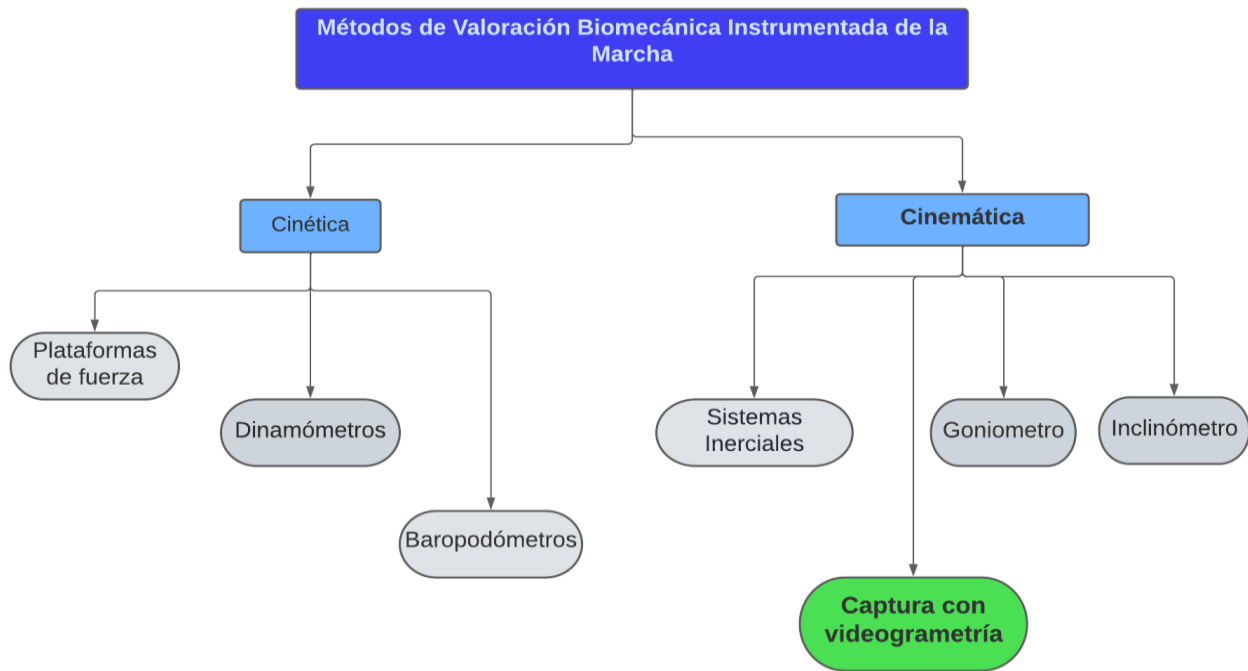 Métodos de Valoración Biomecánica Instrumentada de la
Marcha
Cinética
Cinemática
Plataformas
de fuerza
Dinamómetros
Baropodómetros
Sistemas
Inerciales
Goniometro
Inclinómetro
Captura con
videogrametría